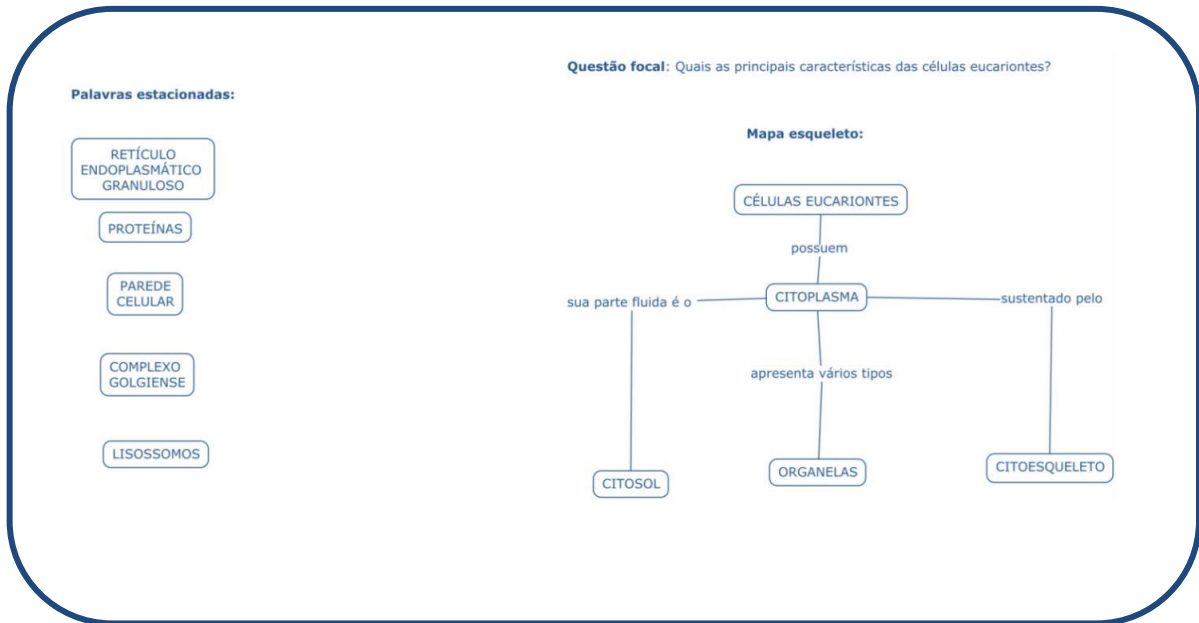 Questão focal: Quais as principais características das células eucariontes?
Palavras estacionadas:
RETÍCULO
ENDOPLASMÁTICO
GRANULOSO
PROTEÍNAS
PAREDE
CELULAR
COMPLEXO
GOLGIENSE
LISOSSOMOS
Mapa esqueleto:
CÉLULAS EUCARIONTES
possuem
sua parte fluida é o
CITOPLASMA
sustentado pelo
apresenta vários tipos
CITOSOL
ORGANELAS
CITOESQUELETO